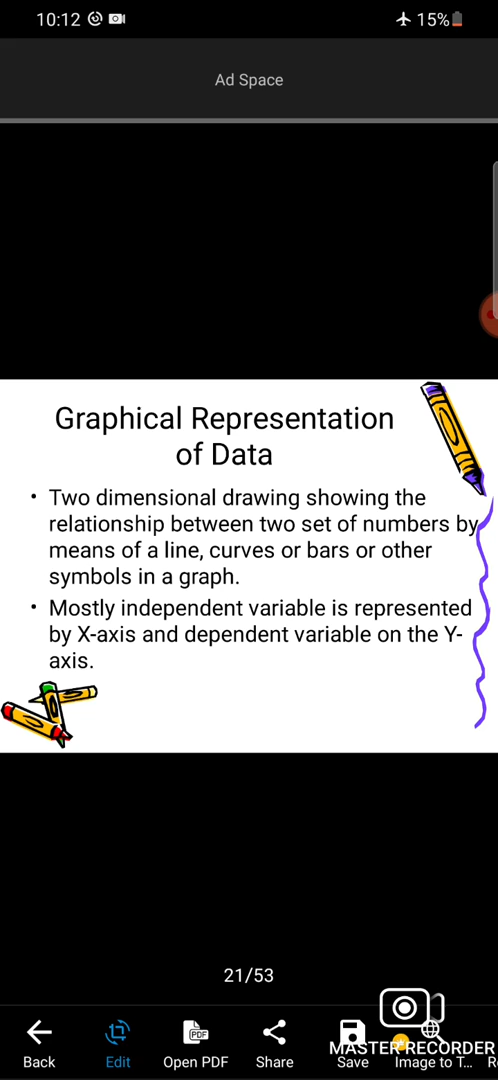 10:12 15%
Ad Space
Graphical Representation
of Data
• Two dimensional drawing showing the
relationship between two set of numbers by
means of a line, curves or bars or other
symbols in a graph.
• Mostly independent variable is represented
by X-axis and dependent variable on the Y-
axis.
21/53
PDF
Back Edit Open PDF Share Save Image to T...
MASTER RECORDER